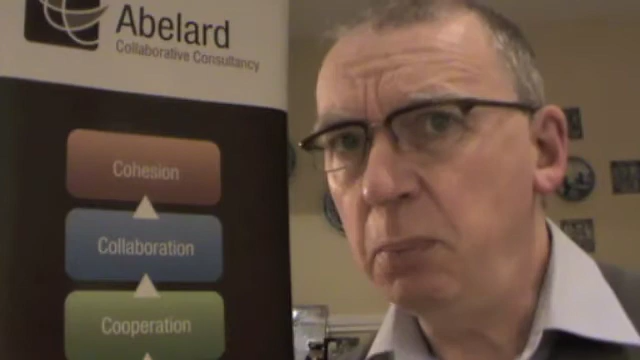 Abelard
Collaborative Consultancy
Cohesion
Collaboration
Cooperation